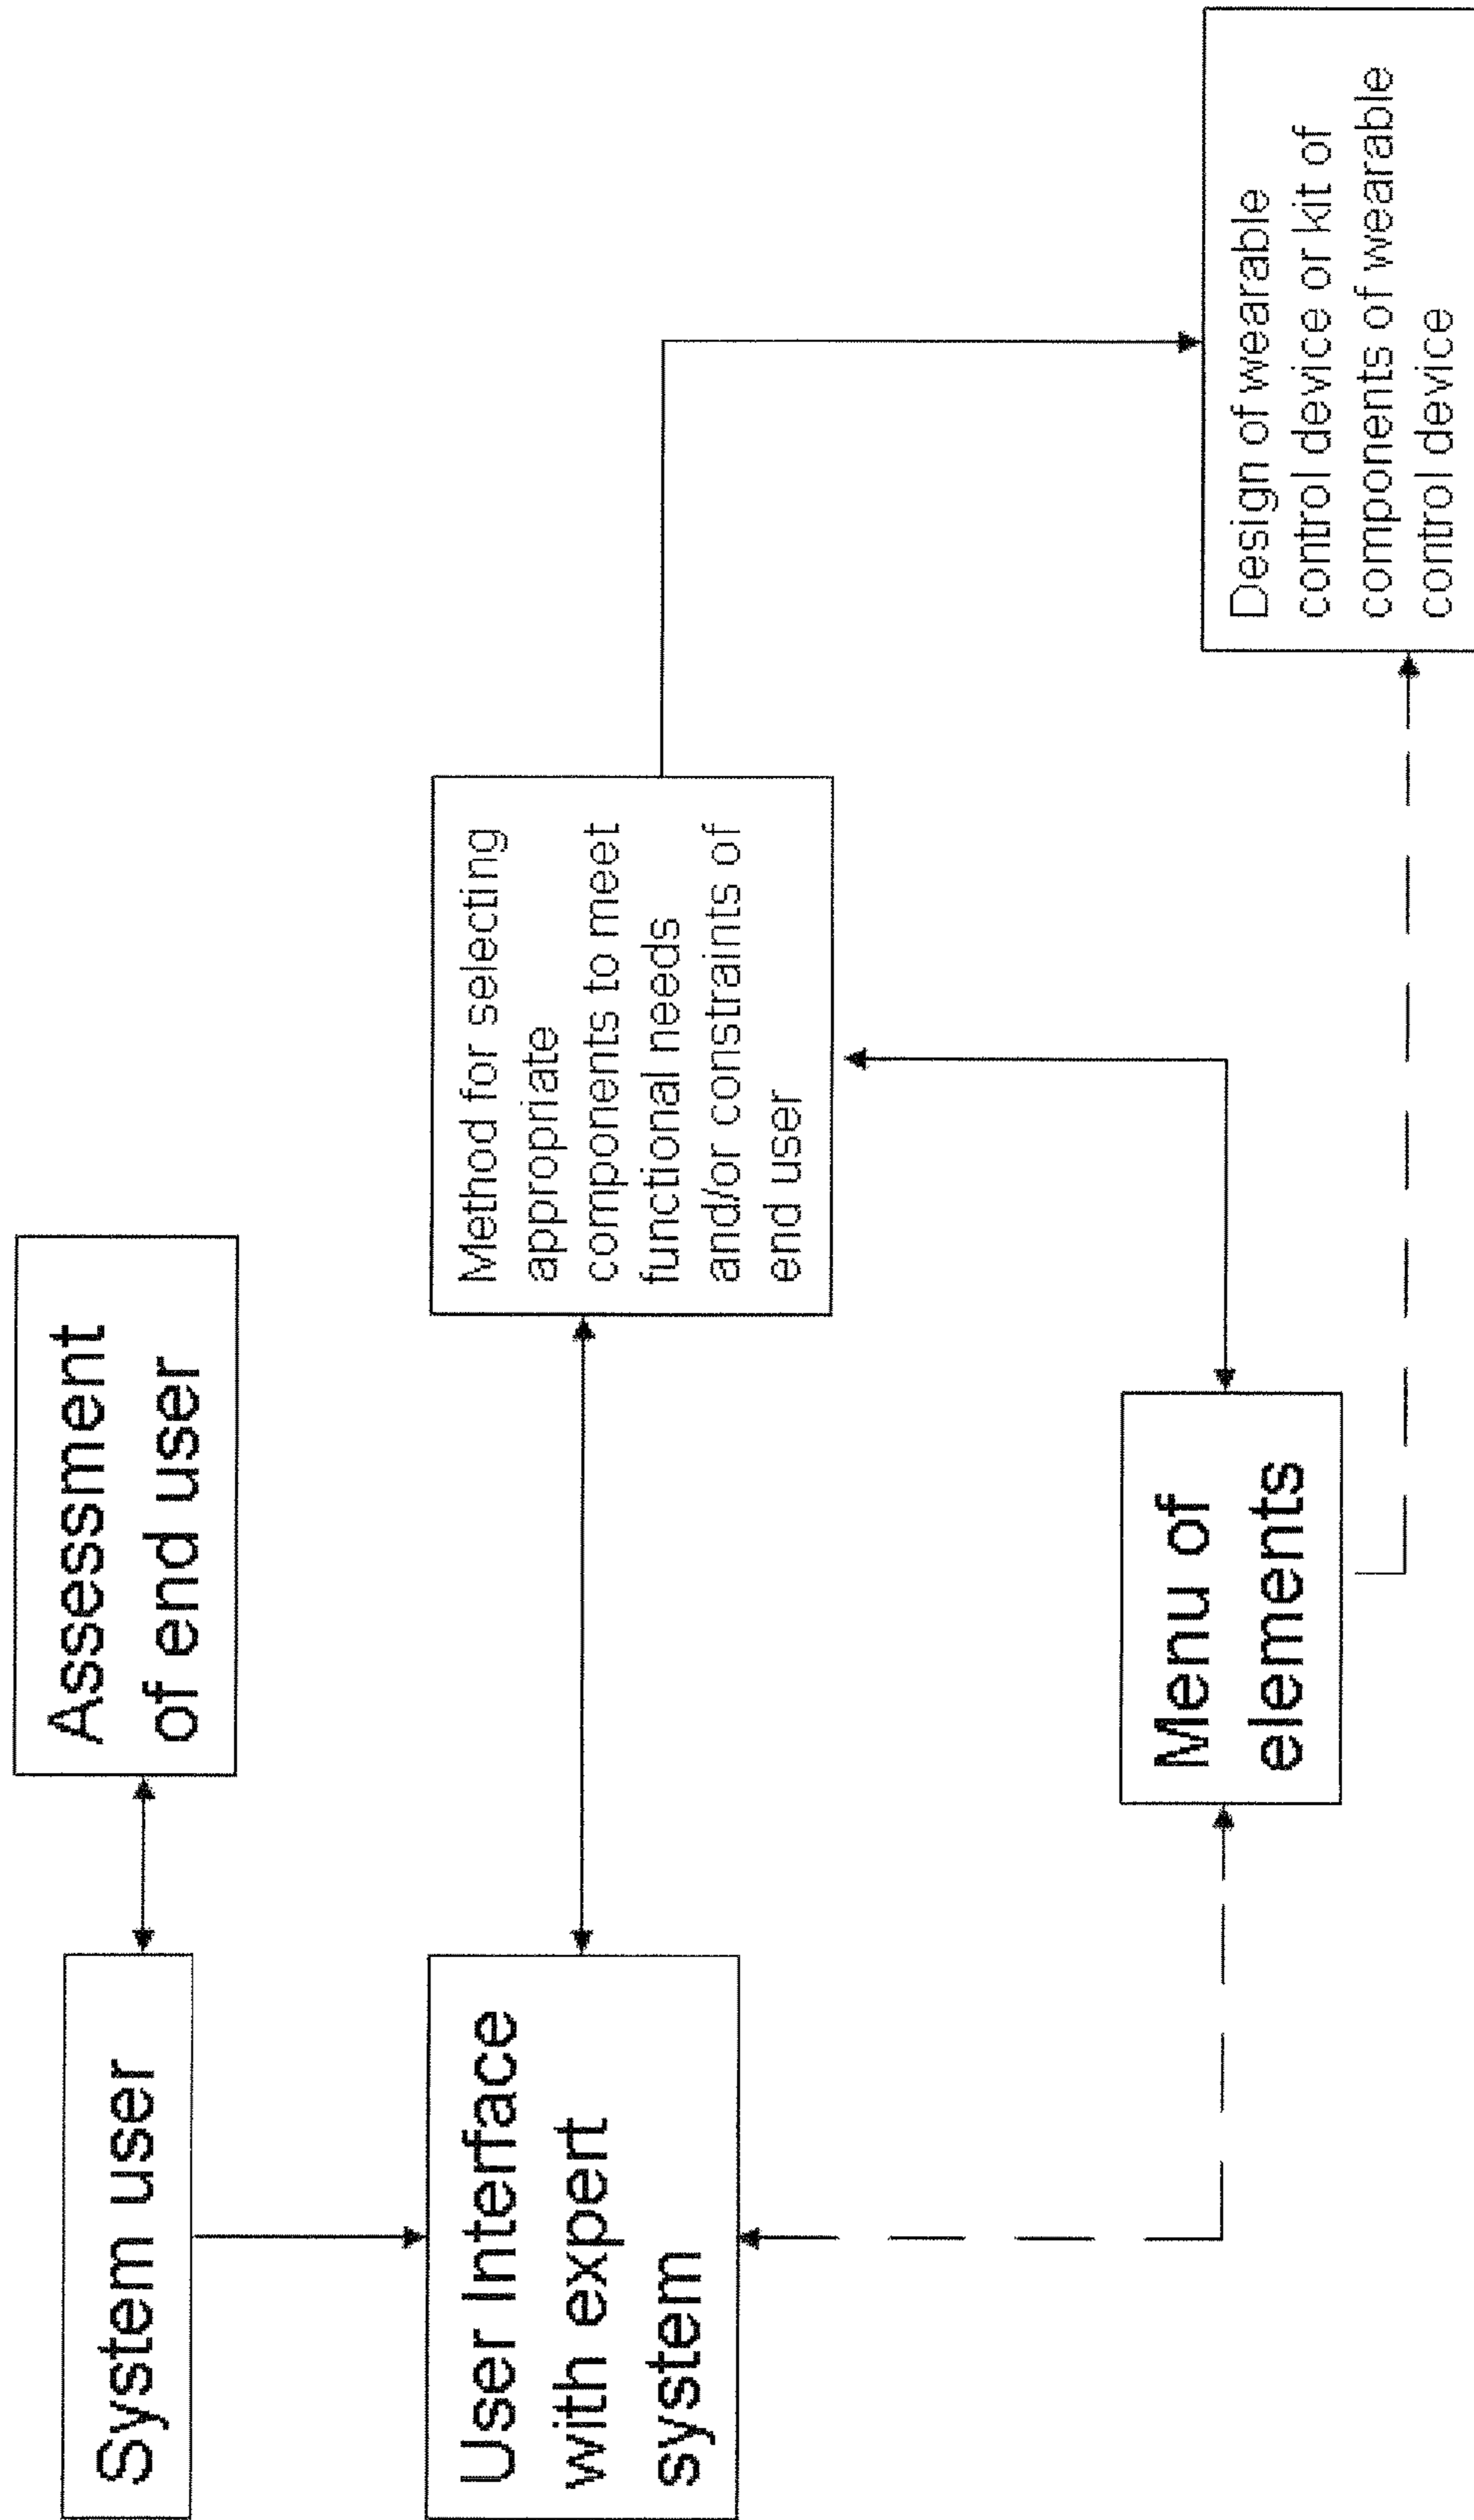 System user
Assessment
of end user
User Interface
with expert
system
Method for selecting
appropriate
components to meet
functional needs
and/or constraints of
end user
Menu of
elements
Design of wearable
control device or kit of
components of wearable
control device